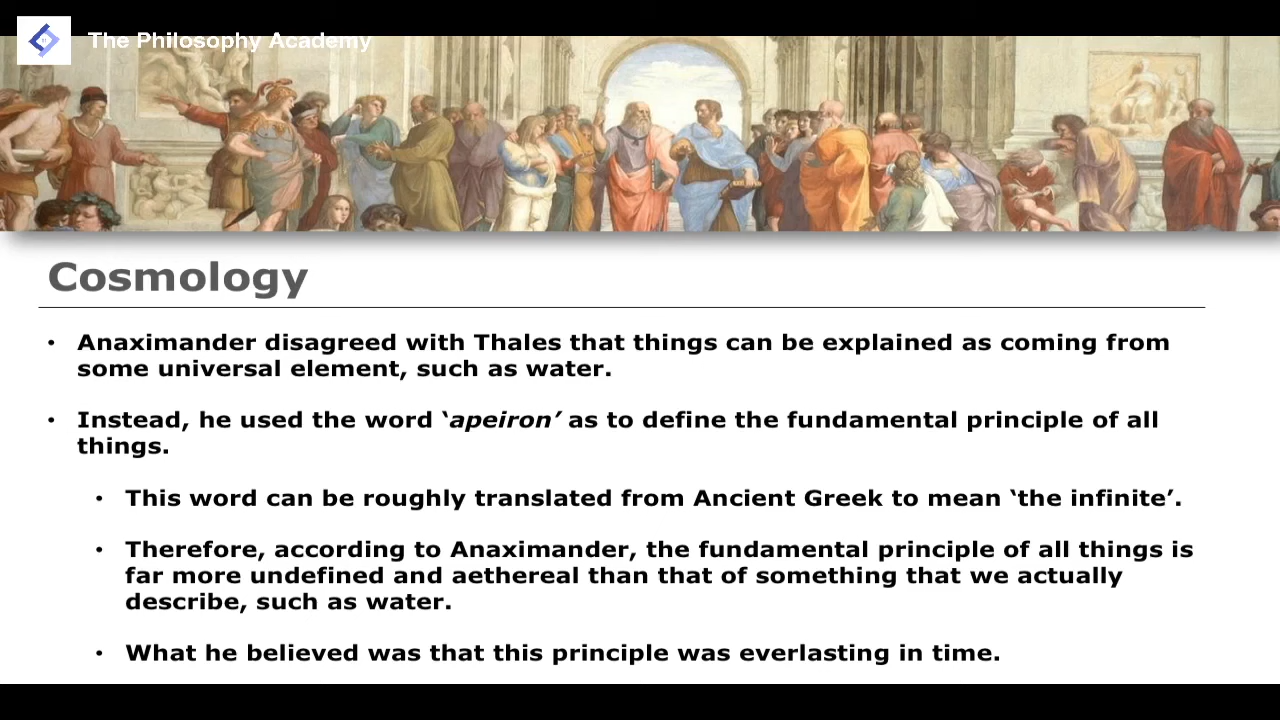 The Philosophy Academy
Cosmology
• Anaximander disagreed with Thales that things can be explained as coming from
some universal element, such as water.
• Instead, he used the word ‘apeiron’ as to define the fundamental principle of all
things.
• This word can be roughly translated from Ancient Greek to mean ‘the infinite’.
• Therefore, according to Anaximander, the fundamental principle of all things is
far more undefined and aethereal than that of something that we actually
describe, such as water.
• What he believed was that this principle was everlasting in time.